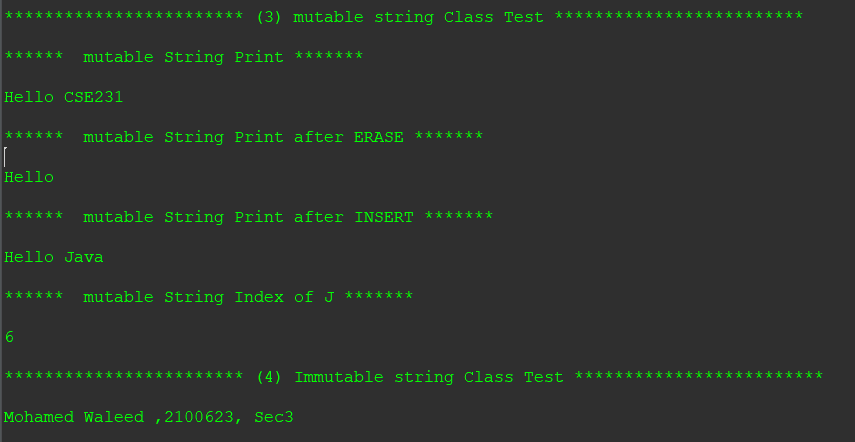 ************************ (3) mutable string Class Test *************************
****** mutable String Print *******
Hello CSE231
****** mutable String Print after ERASE *******
Hello
****** mutable String Print after INSERT *******
Hello Java
****** mutable String Index of J *******
6
************************ (4) Immutable string Class Test *************************
Mohamed Waleed ,2100623, Sec3